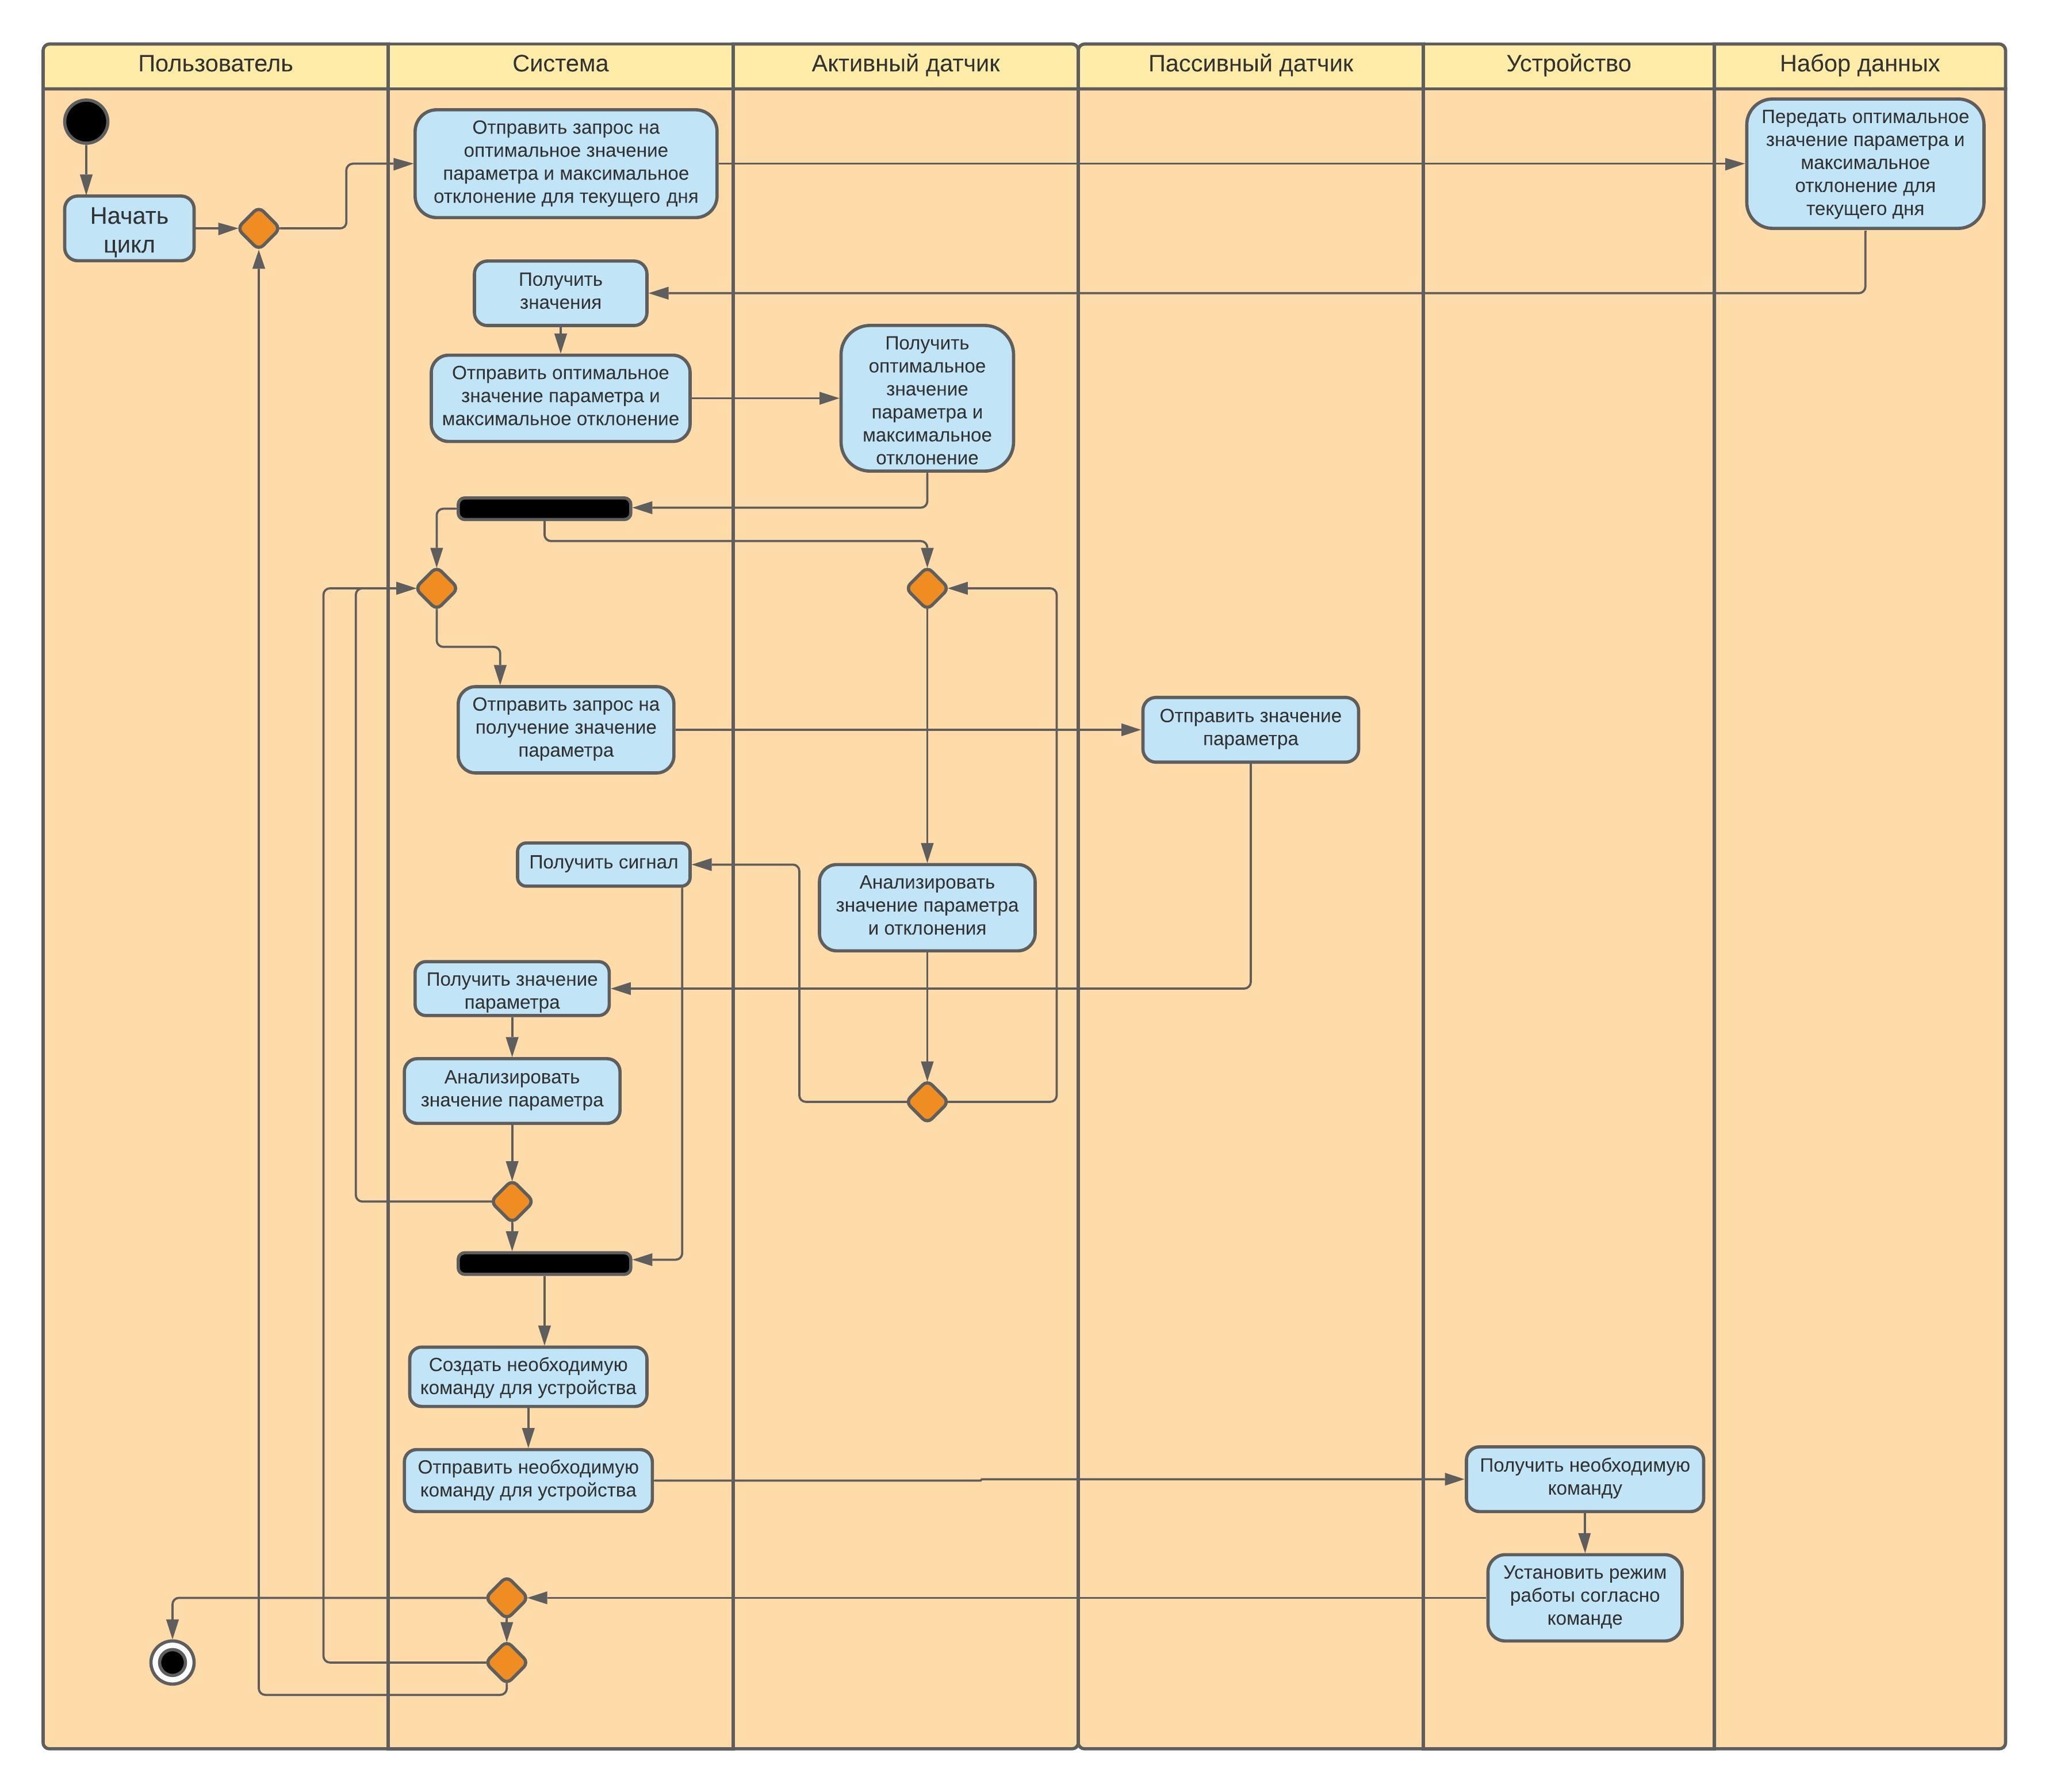 Пользователь
Система
Активный датчик
Пассивный датчик
Устройство
Набор данных
Отправить запрос на
оптимальное значение
параметра и максимальное
отклонение для текущего дня
Передать оптимальное
значение параметра и
максимальное
отклонение для
текущего дня
Начать
цикл
Получить
значения
Отправить оптимальное
значение параметра и
максимальное отклонение
Получить
оптимальное
значение
параметра и
максимальное
отклонение
Отправить запрос на
получение значение
параметра
Отправить значение
параметра
Получить сигнал
Анализировать
значение параметра
и отклонения
Получить значение
параметра
Анализировать
значение параметра
Создать необходимую
команду для устройства
Отправить необходимую
команду для устройства
Получить необходимую
команду
Установить режим
работы согласно
команде